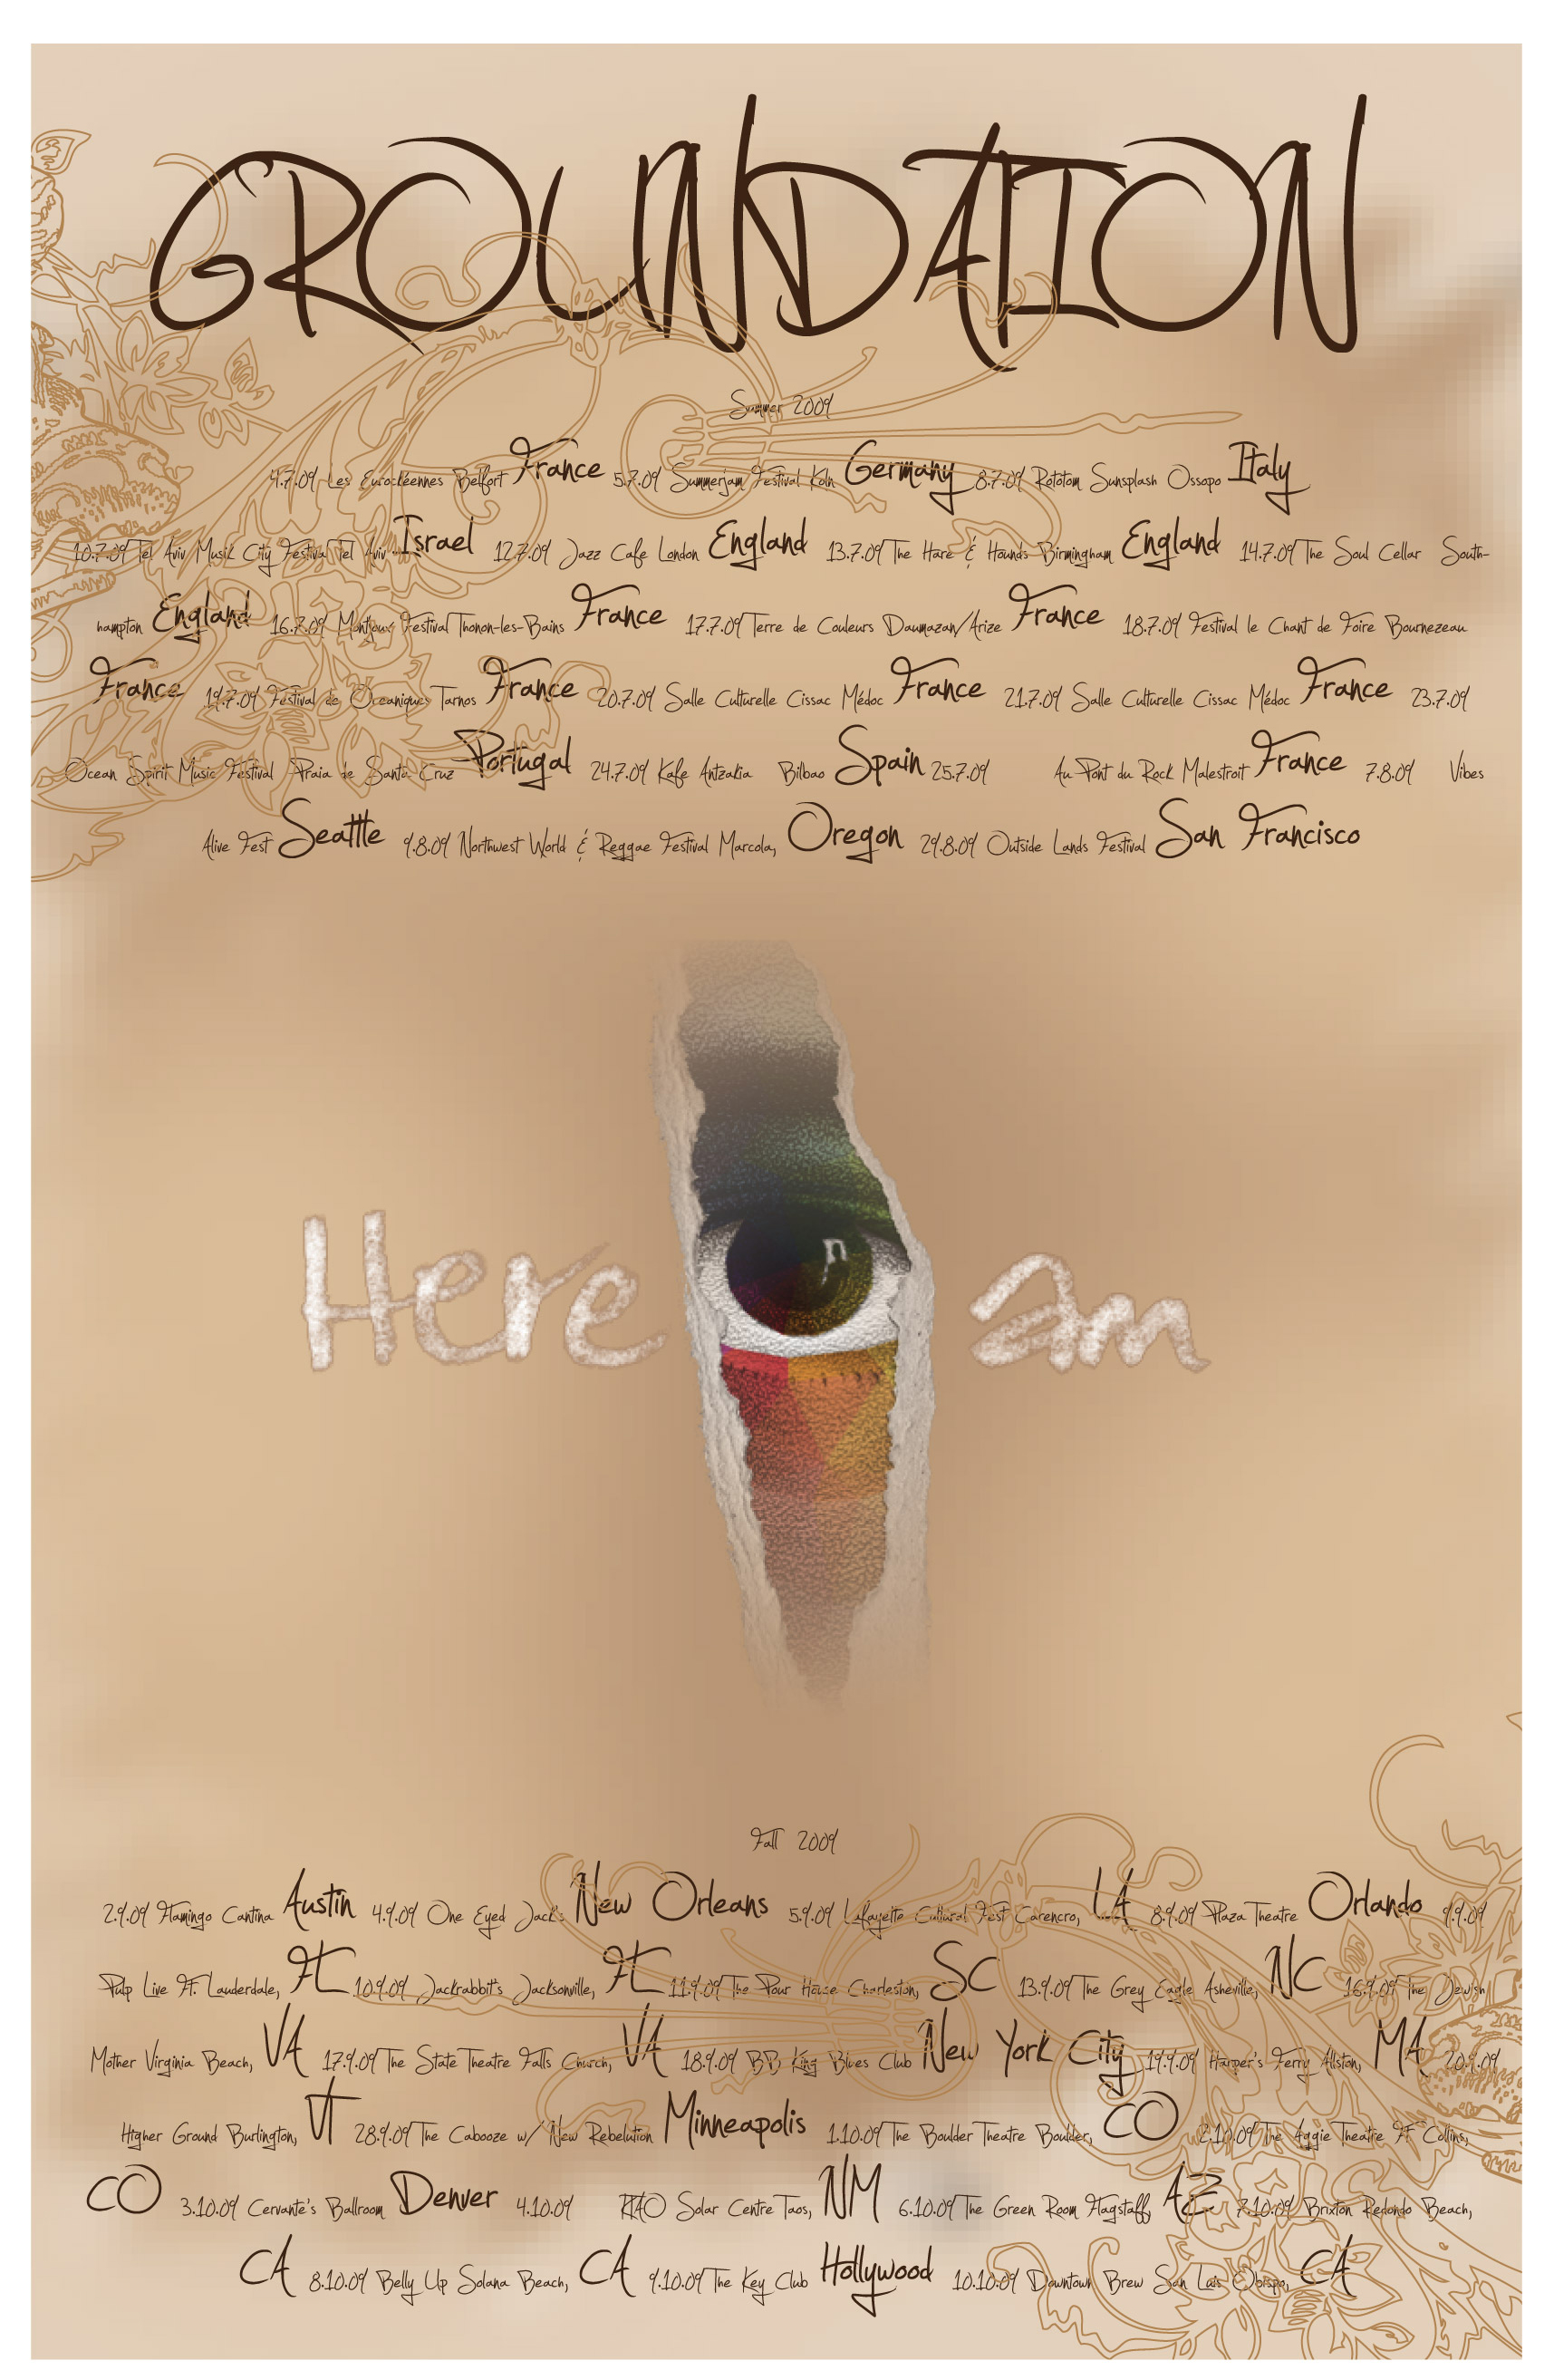 GROUNDATION
Summer 2009
4.7.09 Les Eurockéennes Belfort France 5.7.09 Summerjam Festival Koln Germany 8.7.09 Rototom Sunsplash Ossopo Italy
10.7.09 Tel Aviv Musik City Festival Tel Aviv Israel 12.7.09 Jazz Cafe London England 13.7.09 The Hare & Hounds Birmingham England 14.7.09 The Soul Cellar South-
hampton England 16.7.09 Montjoux Festival Thonon-les-Bains France 17.7.09 Terre de Couleurs Daumazan/Arize France 18.7.09 Festival le Chant de Foire Bournezeau
France 19.7.09 Festival de Oceaniques Tarnos France 20.7.09 Salle Culturelle Cissac Médoc France 21.7.09 Salle Culturelle Cissac Médoc France 23.7.09
Ocean Spirit Music Festival Praia de Santa Cruz Portugal 24.7.09 Kafe Antzakia Bilbao Spain 25.7.09 Au Pont du Rock Malestroit France 7.8.09 Vibes
Alive Fest Seattle 9.8.09 Northwest World & Reggae Festival Marcola, Oregon 29.8.09 Outside Lands Festival San Francisco
Here am
Fall 2009
2.9.09 Flamingo Cantina Austin 4.9.09 One Eyed Jack's New Orleans 5.9.09 Lafayette Cultural Fest Carencro, LA 8.9.09 Plaza Theatre Orlando 9.9.09
Pulp Live Ft. Lauderdale, FL 10.9.09 Jackrabbit's Jacksonville, FL 11.9.09 The Pour House Charleston, SC 13.9.09 The Grey Eagle Asheville, NC 16.9.09 The Jewish
Mother Virginia Beach, VA 17.9.09 The State Theatre Falls Church, VA 18.9.09 BB King Blues Club New York City 19.9.09 Harper's Ferry Allston, MA 20.9.09
Higher Ground Burlington, VT 28.9.09 The Cabooze w/ New Rebelution Minneapolis 1.10.09 The Boulder Theatre Boulder, CO 2.10.09 The Aggie Theatre Ft Collins,
CO 3.10.09 Cervante's Ballroom Denver 4.10.09 KTAO Solar Centre Taos, NM 6.10.09 The Green Room Flagstaff, AZ 7.10.09 Brixton Redondo Beach,
CA 8.10.09 Belly Up Solana Beach, CA 9.10.09 The Key Club Hollywood 10.10.09 Downtown Brew San Luis Obispo, CA